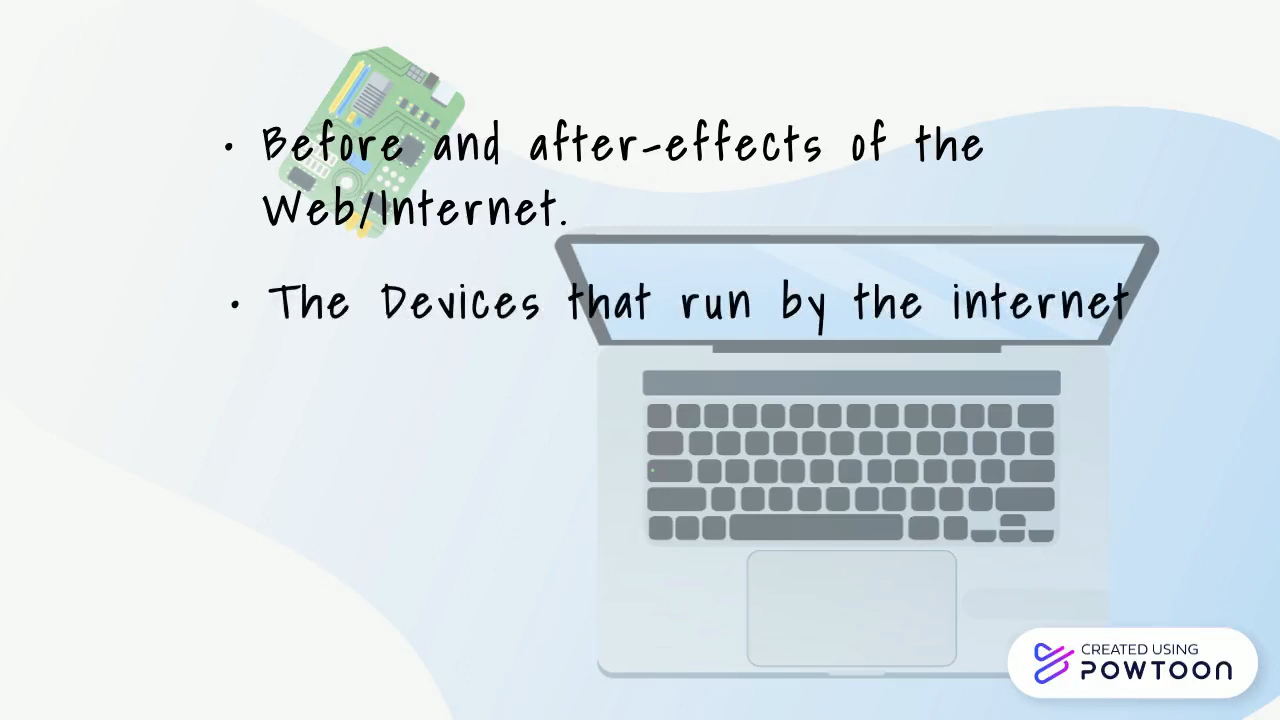 • Before and after-effects of the
Web/Internet.
• The Devices that run by the internet
CREATED USING
POWTOON